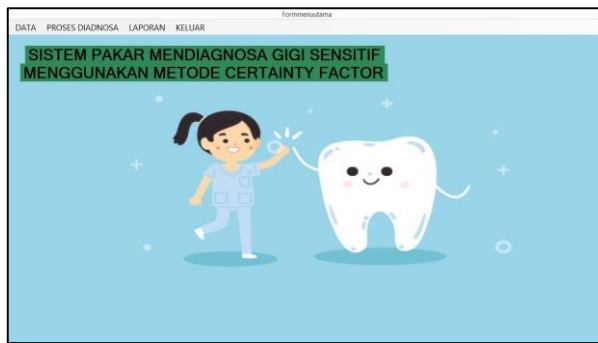 Formmenuutama
DATA PROSES DIADNOSA LAPORAN KELUAR
SISTEM PAKAR MENDIAGNOSA GIGI SENSITIF
MENGGUNAKAN METODE CERTAINTY FACTOR